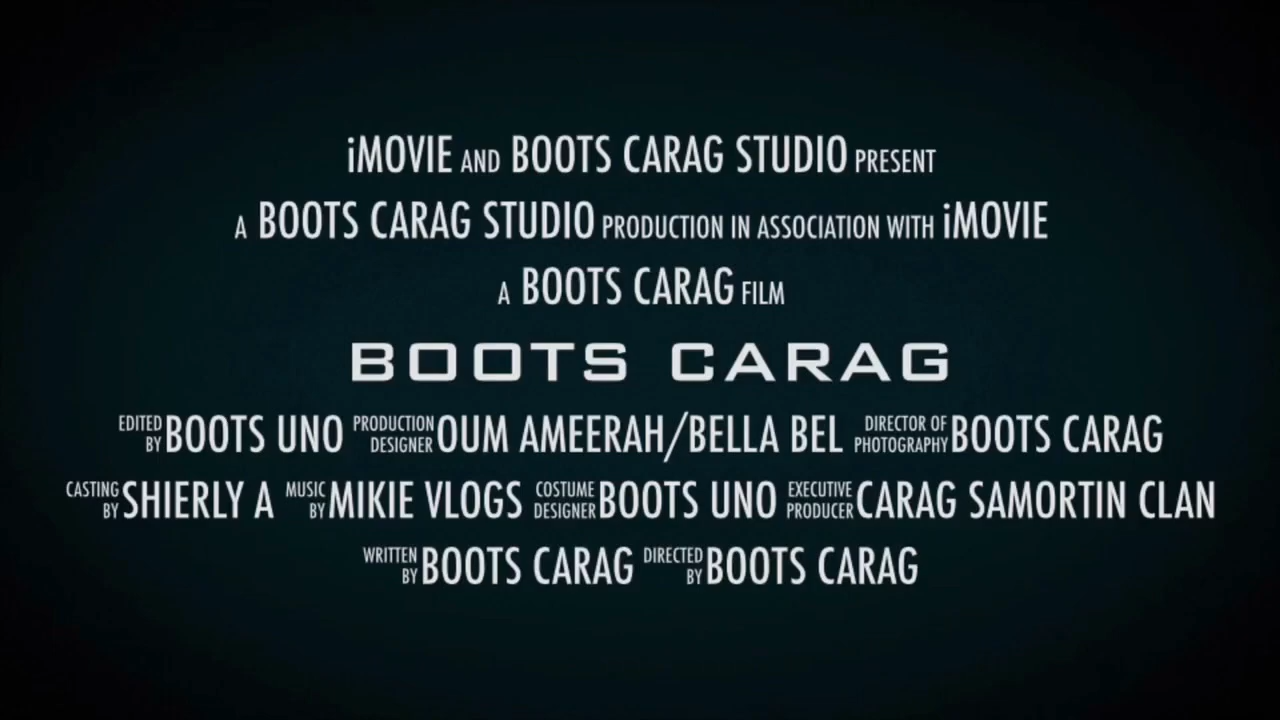 iMOVIE AND BOOTS CARAG STUDIO PRESENT
A BOOTS CARAG STUDIO PRODUCTION IN ASSOCIATION WITH iMOVIE
A BOOTS CARAG FILM
BOOTS CARAG
EDITED BY BOOTS UNO PRODUCTION DESIGNER OUM AMEERAH/BELLA BEL DIRECTOR OF PHOTOGRAPHY BOOTS CARAG
CASTING BY SHIERLY A MUSIC BY MIKIE VLOGS COSTUME DESIGNER BOOTS UNO EXECUTIVE PRODUCER CARAG SAMORTIN CLAN
WRITTEN BY BOOTS CARAG DIRECTED BY BOOTS CARAG